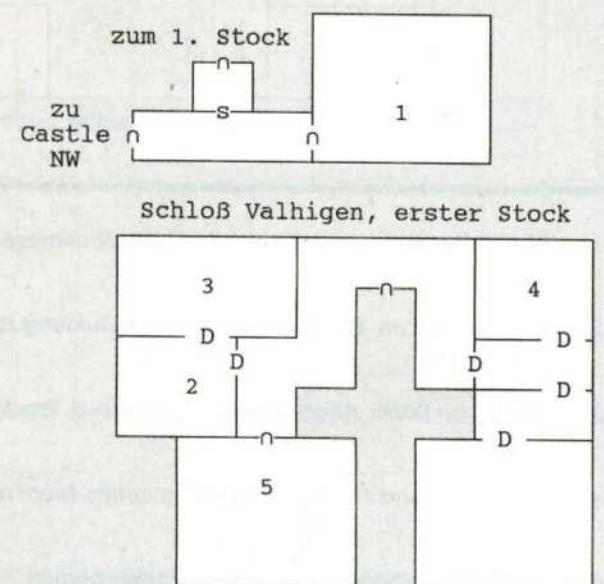 zum 1. Stock
∩
S
zu
Castle
NW
∩
∩
1
Schloß Valhigen, erster Stock
3
∩
4
D
D
D
D
2
D
∩
D
5